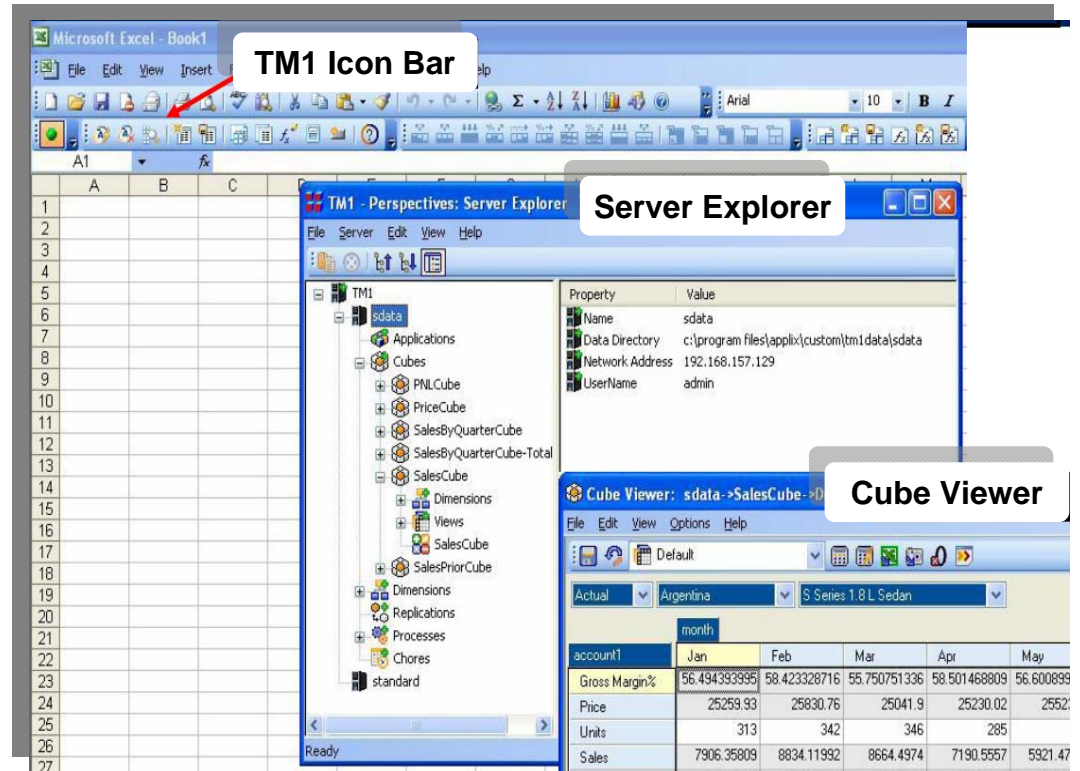 Microsoft Excel - Book1
TM1 Icon Bar
File Edit View Insert
Arial 10 B I
A1 fx
A B C
Server Explorer
TM1 - Perspectives: Server Explorer
File Server Edit View Help
TM1
sdata
Applications
Cubes
PNLCube
PriceCube
SalesByQuarterCube
SalesByQuarterCube-Total
SalesCube
Dimensions
Views
SalesCube
SalesPriorCube
Dimensions
Replications
Processes
Chores
standard
Ready
Property Value
Name sdata
Data Directory c:\program files\applix\custom\tm1data\sdata
Network Address 192.168.157.129
UserName admin
Cube Viewer
Cube Viewer: sdata->SalesCube->D
File Edit View Options Help
Default
Actual Argentina S Series 1.8 L Sedan
month
account1 Jan Feb Mar Apr May
Gross Margin% 56.494393995 58.423328716 55.750751336 58.501468809 56.600899
Price 25259.93 25830.76 25041.9 25230.02 2552
Units 313 342 346 285
Sales 7906.35809 8834.11992 8664.4974 7190.5557 5921.47
1
2
3
4
5
6
7
8
9
10
11
12
13
14
15
16
17
18
19
20
21
22
23
24
25
26
27